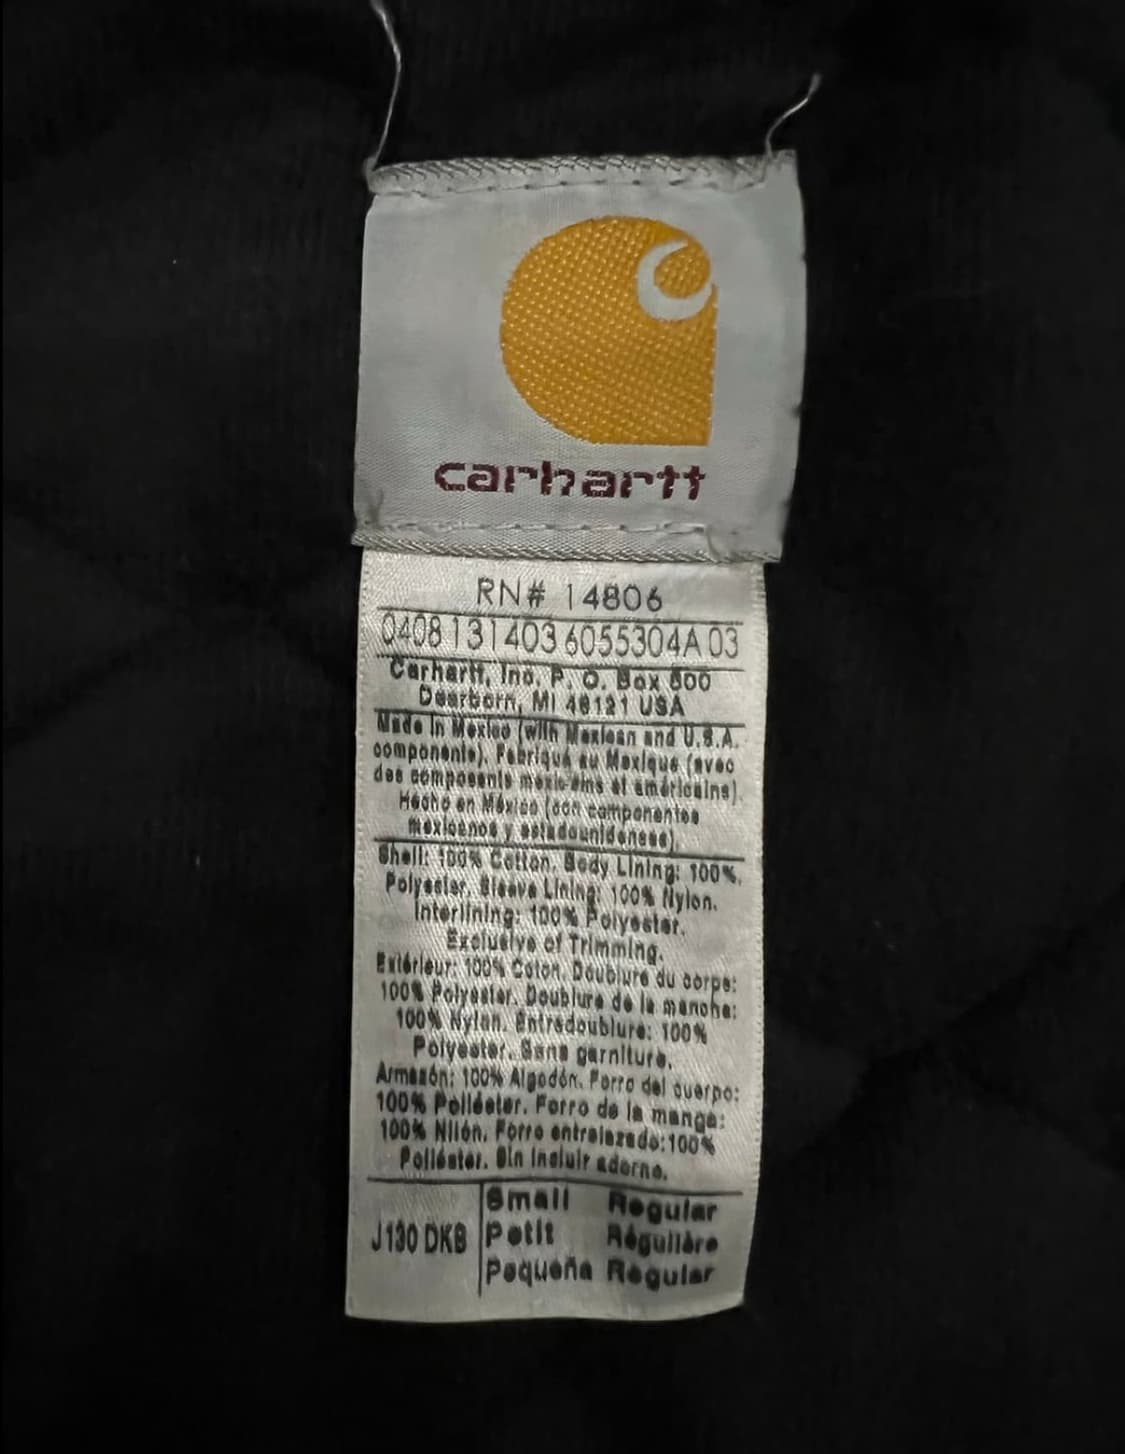 carhartt
RN# 14806
0408 131403 6055304A 03
Carhartt, Inc. P. O. Box 600
Dearborn, MI 48121 USA
Made in Mexico (with Mexican and U.S.A.
components). Fabriqué au Mexique (avec
des composants mexicains et américains).
Hecho en México (con componentes
mexicanos y estadounidenses).
Shell: 100% Cotton. Body Lining: 100%
Polyester. Sleeve Lining: 100% Nylon.
Interlining: 100% Polyester.
Exclusive of Trimming.
Extérieur: 100% Coton. Doublure du corps:
100% Polyester. Doublure de la manche:
100% Nylon. Entredoublure: 100%
Polyester. Sans garniture.
Armazón: 100% Algodón. Forro del cuerpo:
100% Poliéster. Forro de la manga:
100% Nilón. Forro entrelazado:100%
Poliéster. Sin incluir adorno.
J130 DKB
Small Regular
Petit Régulière
Pequeña Regular